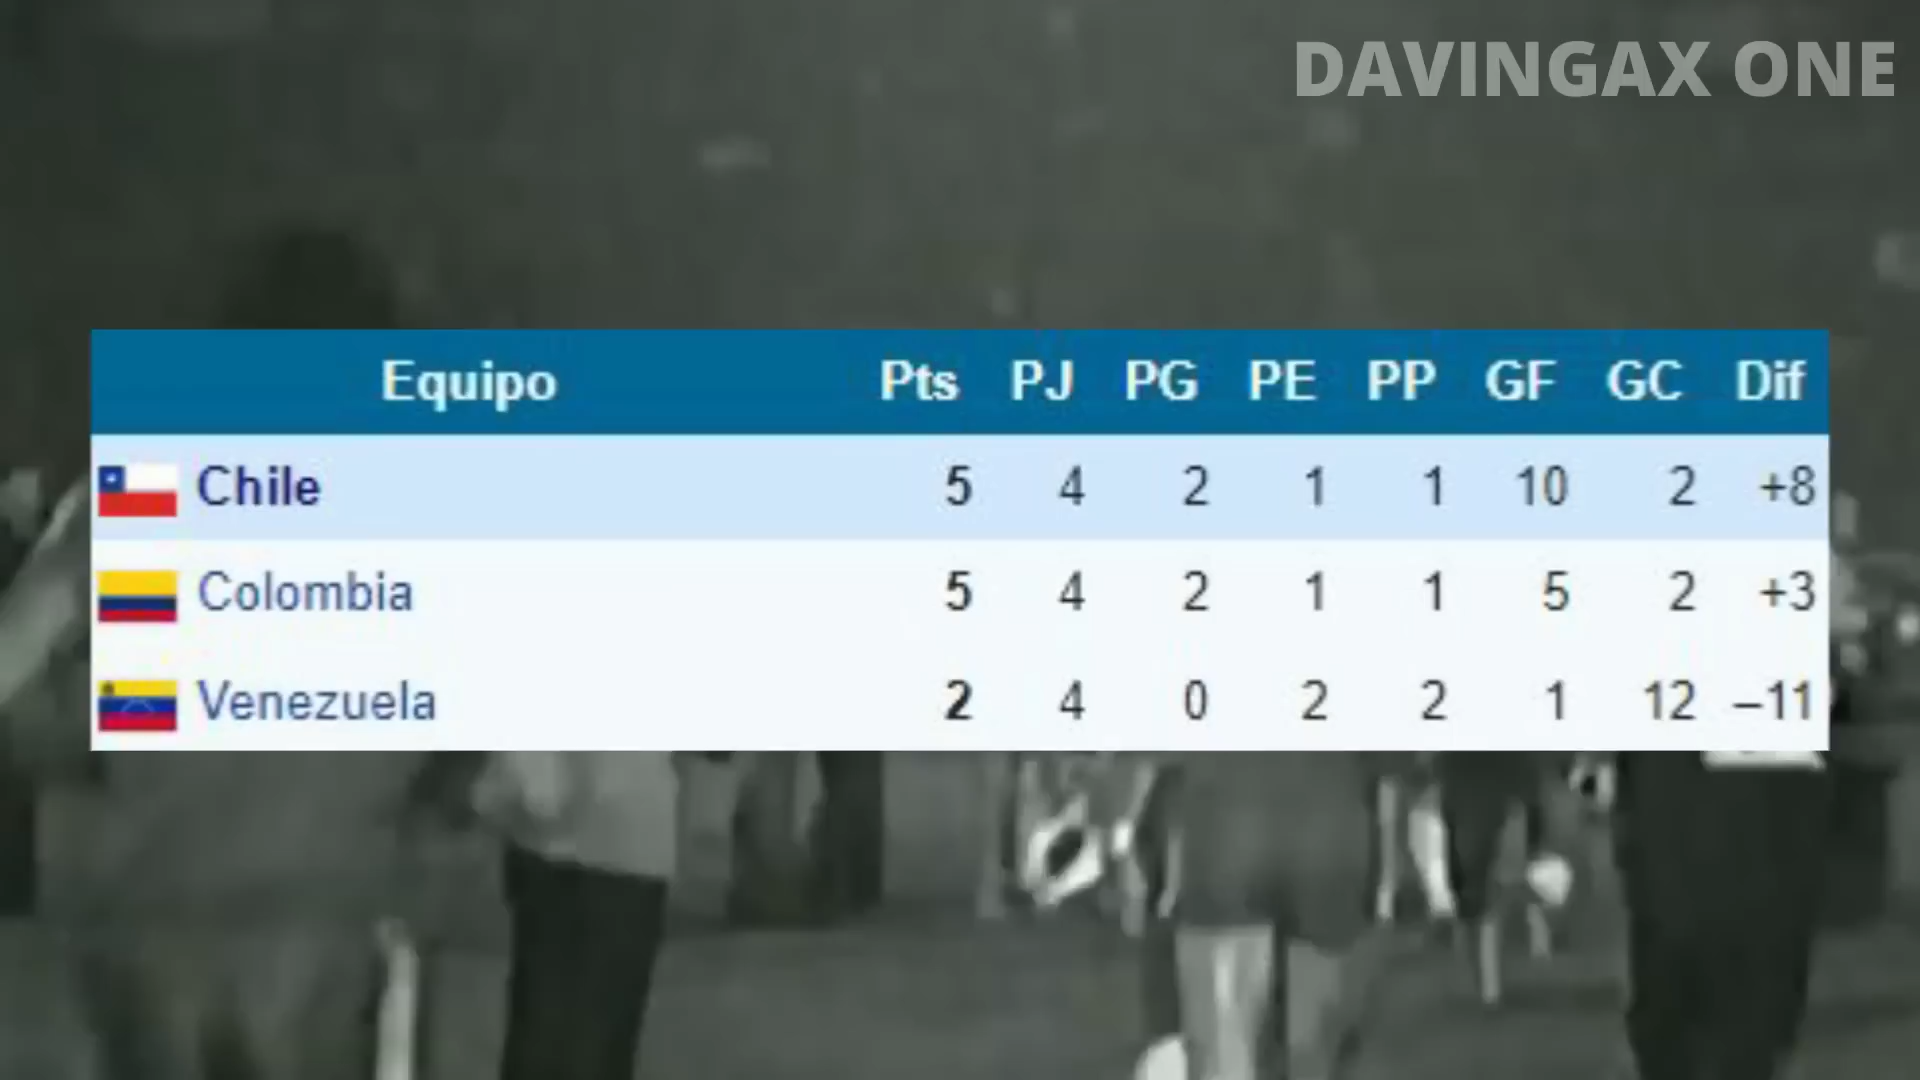 DAVINGAX ONE
Equipo Pts PJ PG PE PP GF GC Dif
Chile 5 4 2 1 1 10 2 +8
Colombia 5 4 2 1 1 5 2 +3
Venezuela 2 4 0 2 2 1 12 –11